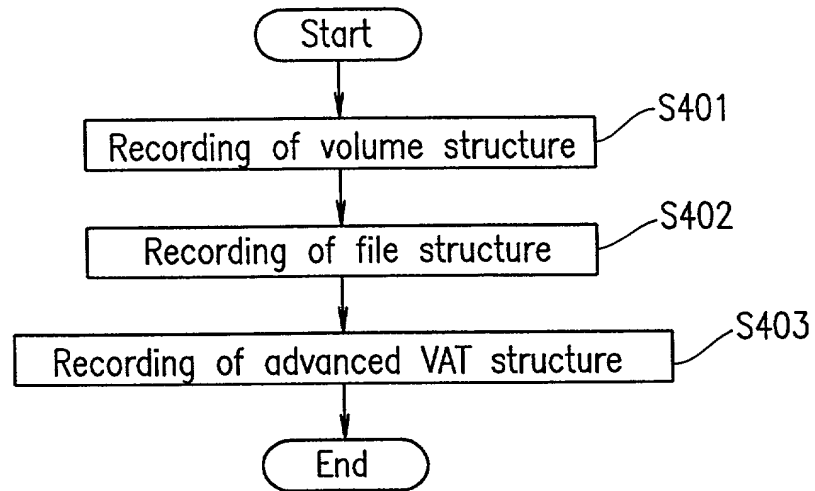 Start
S401
Recording of volume structure
S402
Recording of file structure
S403
Recording of advanced VAT structure
End